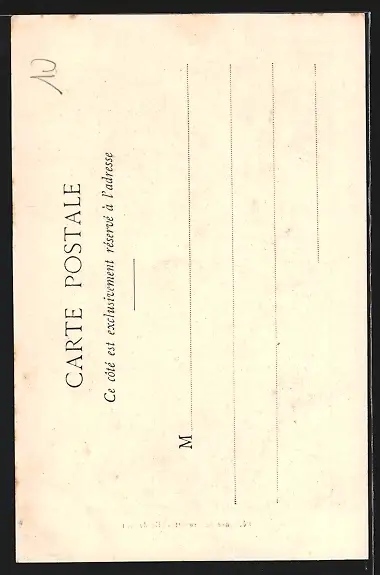 CARTE POSTALE
Ce côté est exclusivement réservé à l'adresse
M
10